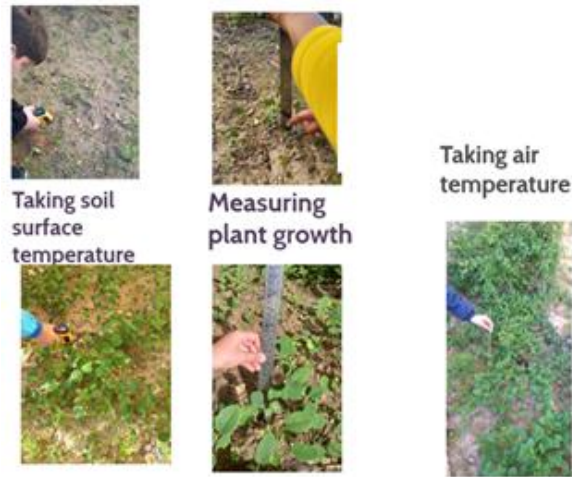 Taking soil
surface
temperature
Measuring
plant growth
Taking air
temperature